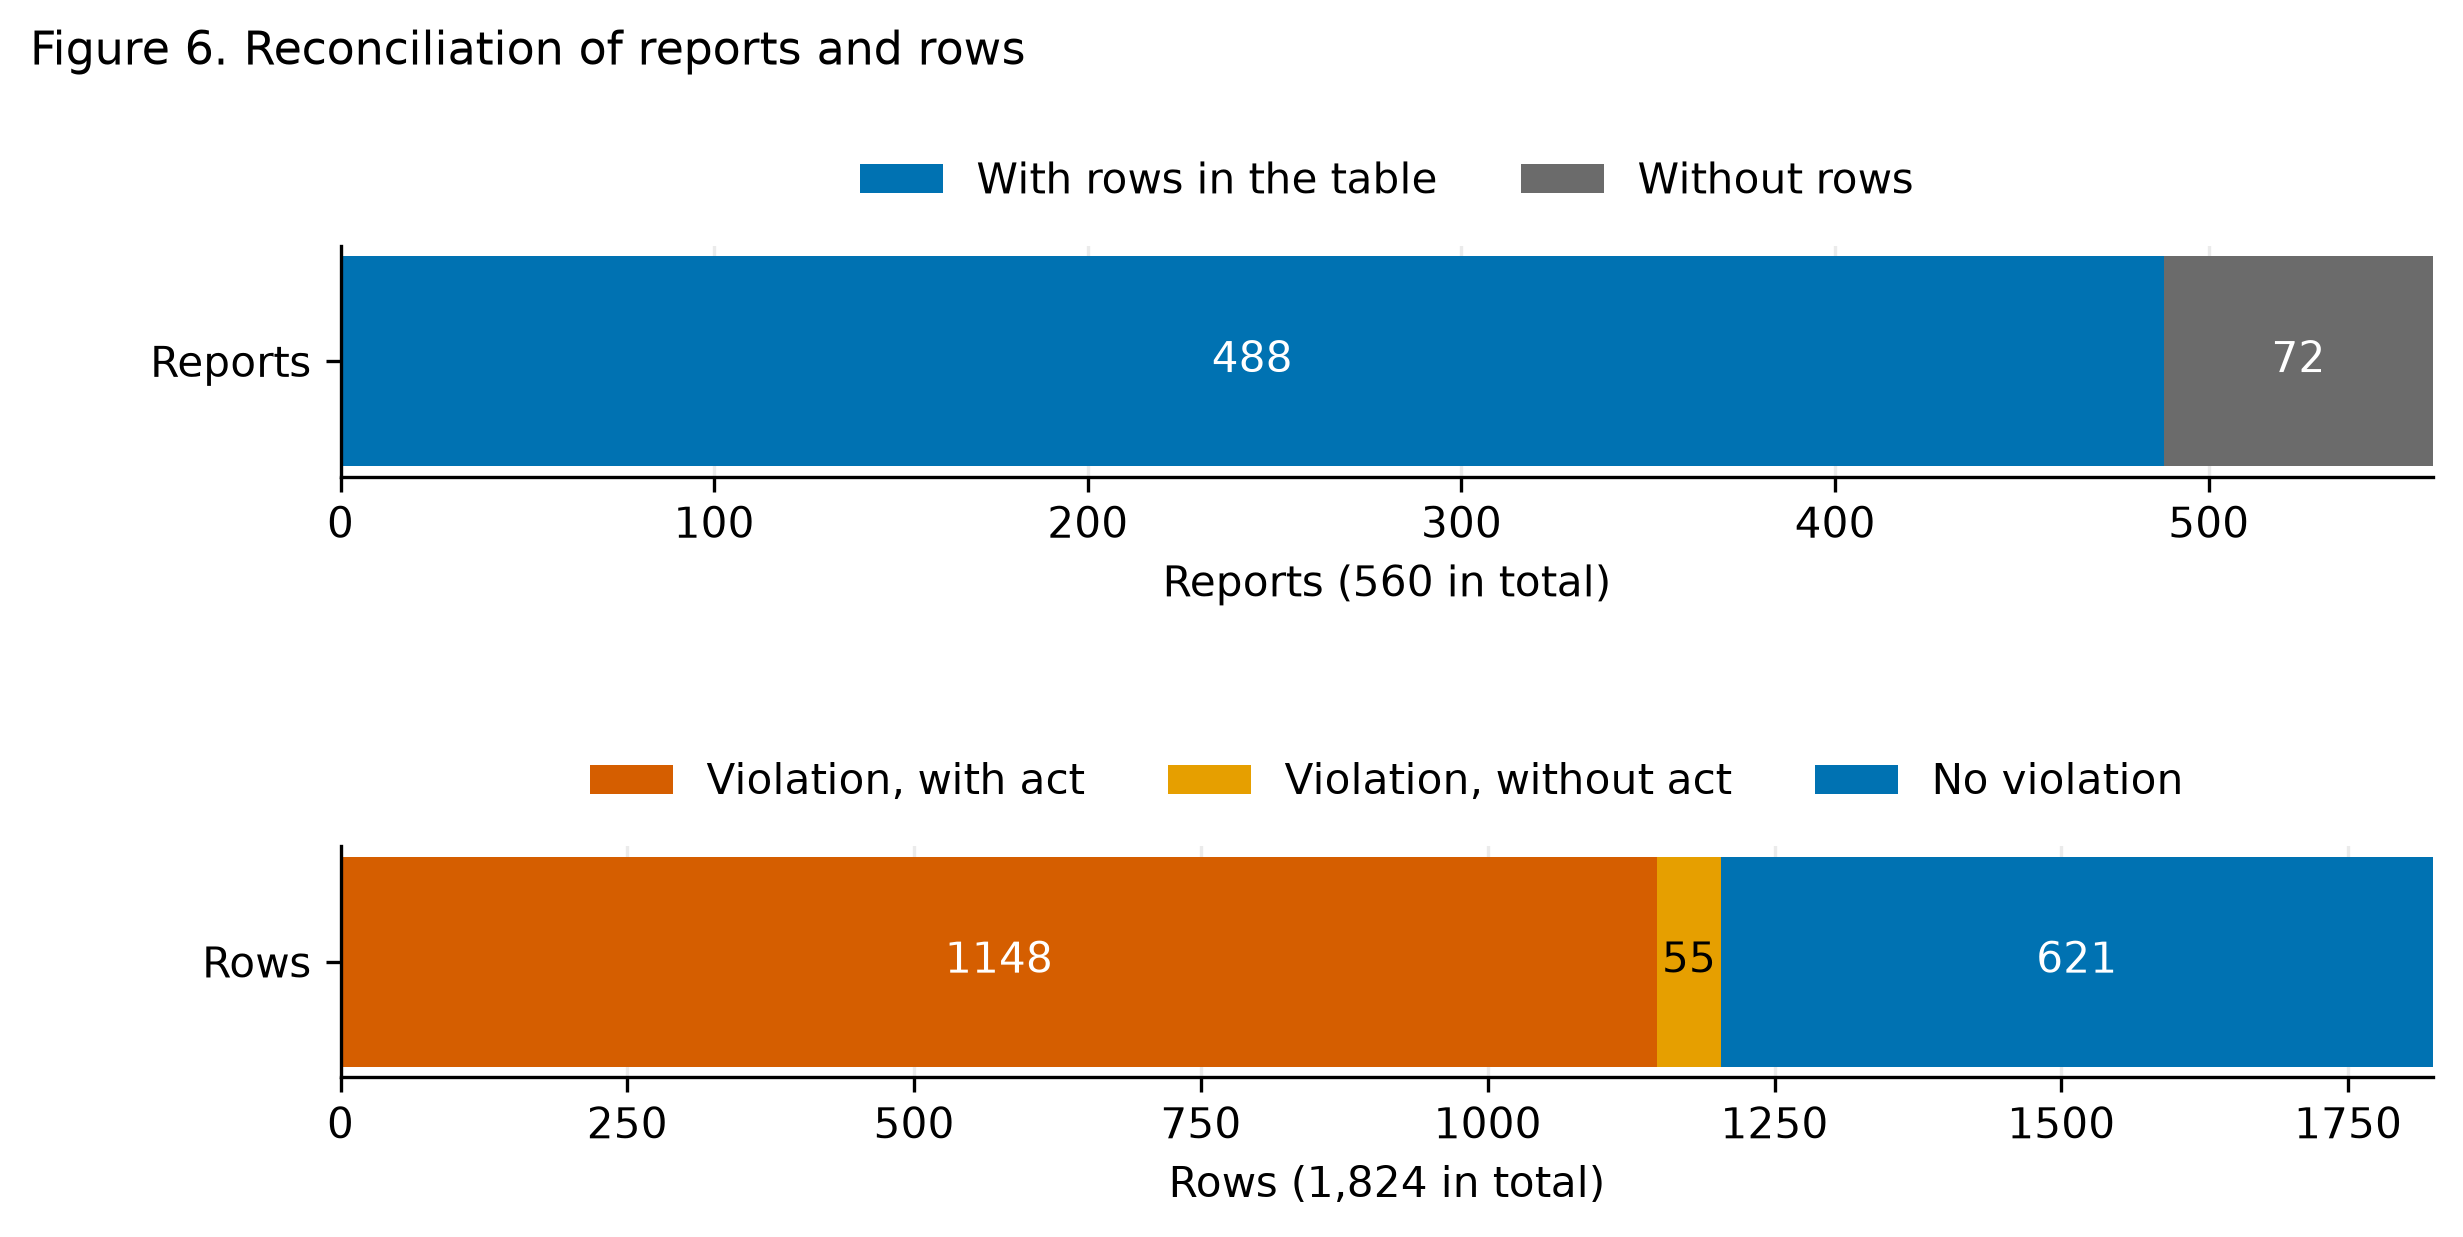 Figure 6. Reconciliation of reports and rows
With rows in the table Without rows
Reports
488 72
0 100 200 300 400 500
Reports (560 in total)
Violation, with act Violation, without act No violation
Rows
1148 55 621
0 250 500 750 1000 1250 1500 1750
Rows (1,824 in total)